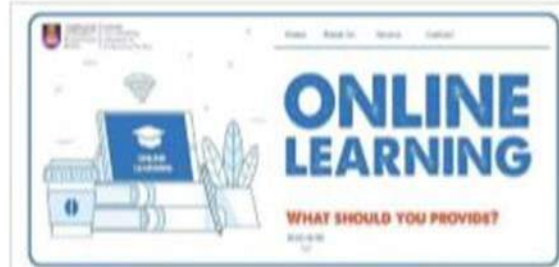 Home About Us Service Contact
ONLINE
LEARNING
ONLINE
LEARNING
WHAT SHOULD YOU PROVIDE?